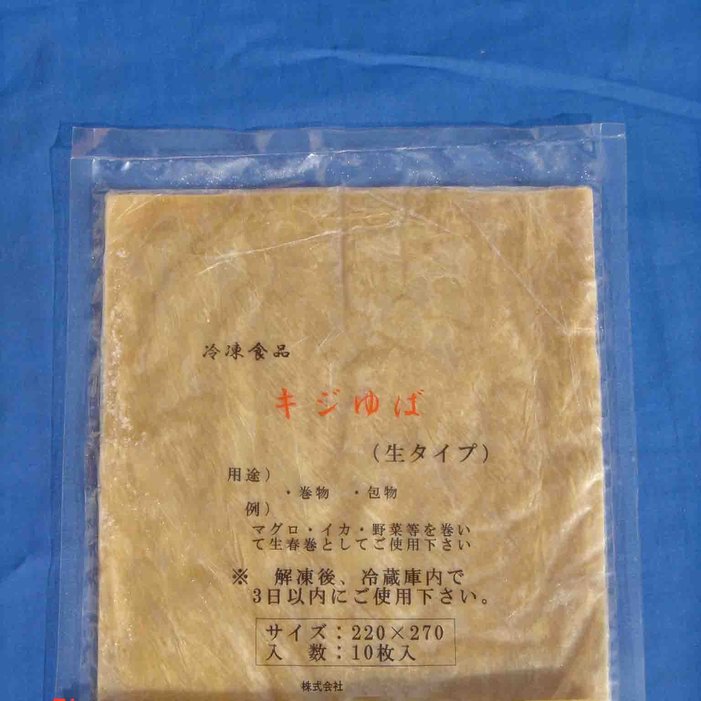 冷凍食品
キジゆば
(生タイプ)
用途)
・巻物 ・包物
例)
マグロ・イカ・野菜等を巻い
て生春巻としてご使用下さい
※ 解凍後、冷蔵庫内で
3日以内にご使用下さい。
サイズ:220×270
入 数:10枚入
株式会社